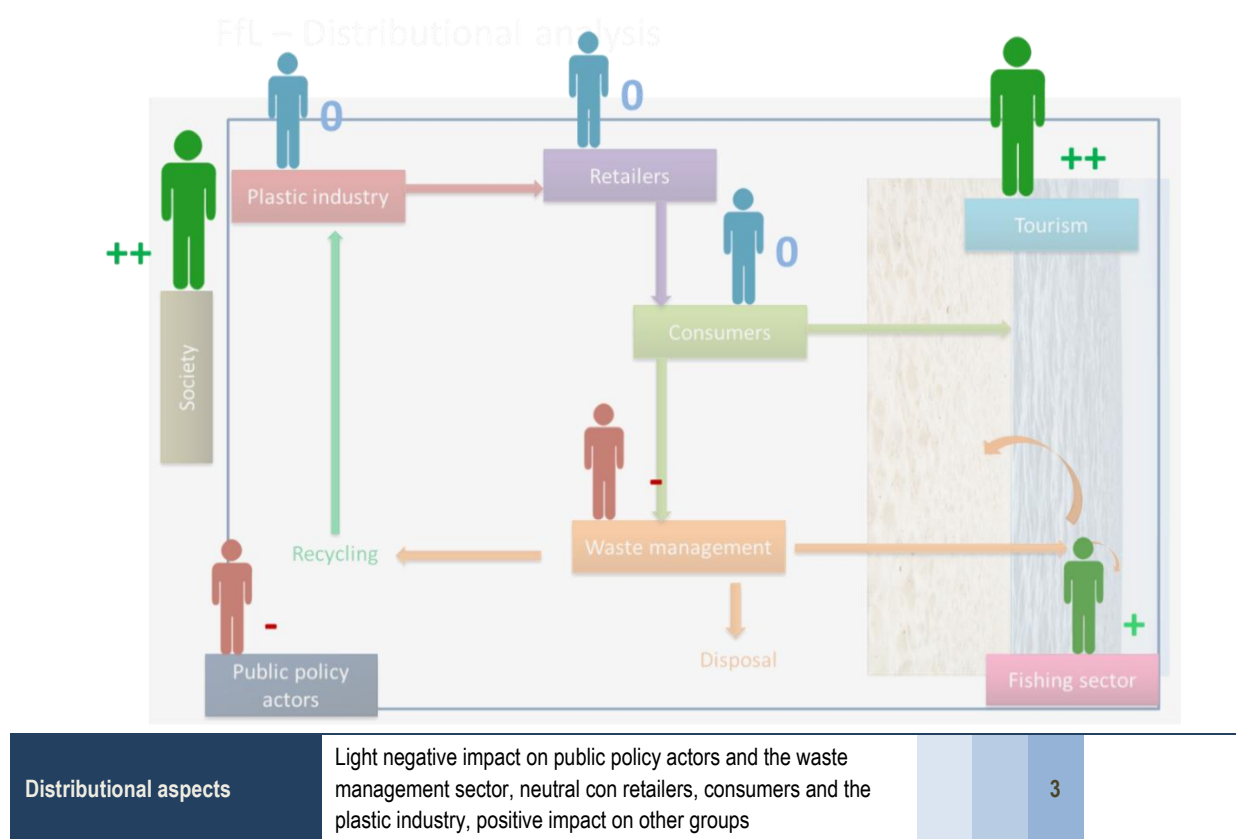 FfL – Distributional analysis
0
0
Plastic industry
Retailers
++
Tourism
++
0
Consumers
Society
-
Waste management
Recycling
-
Disposal
+
Public policy
actors
Fishing sector
Distributional aspects
Light negative impact on public policy actors and the waste
management sector, neutral con retailers, consumers and the
plastic industry, positive impact on other groups
3